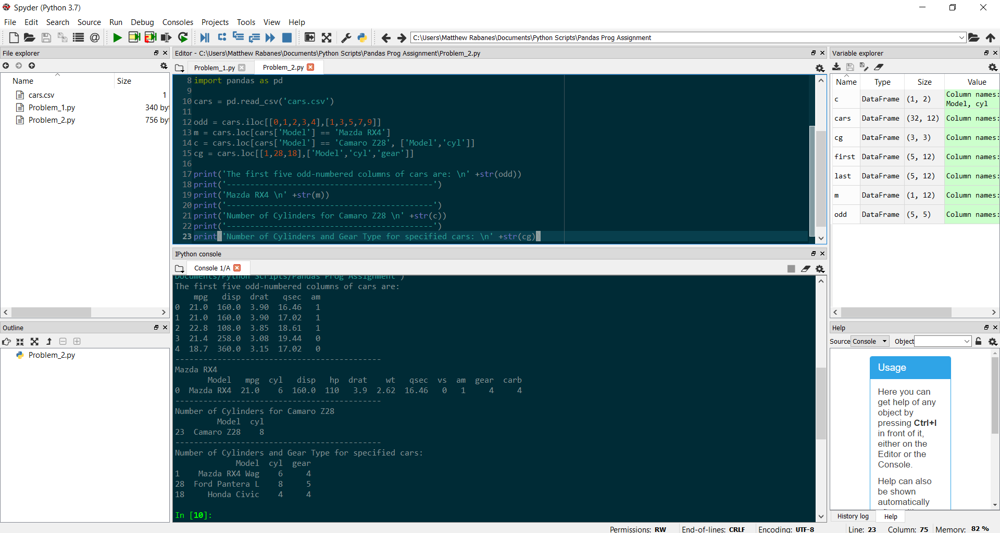 Spyder (Python 3.7)
File Edit Search Source Run Debug Consoles Projects Tools View Help
C:\Users\Matthew Rabanes\Documents\Python Scripts\Pandas Prog Assignment
File explorer
Name Size
cars.csv 1
Problem_1.py 340 by
Problem_2.py 756 by
Outline
Problem_2.py
Editor - C:\Users\Matthew Rabanes\Documents\Python Scripts\Pandas Prog Assignment\Problem_2.py
Problem_1.py Problem_2.py
8 import pandas as pd
9
10 cars = pd.read_csv('cars.csv')
11
12 odd = cars.iloc[[0,1,2,3,4],[1,3,5,7,9]]
13 m = cars.loc[cars['Model'] == 'Mazda RX4']
14 c = cars.loc[cars['Model'] == 'Camaro Z28', ['Model','cyl']]
15 cg = cars.loc[[1,28,18],['Model','cyl','gear']]
16
17 print('The first five odd-numbered columns of cars are: \n' +str(odd))
18 print('--------------------------------------------')
19 print('Mazda RX4 \n' +str(m))
20 print('--------------------------------------------')
21 print('Number of Cylinders for Camaro Z28 \n' +str(c))
22 print('--------------------------------------------')
23 print('Number of Cylinders and Gear Type for specified cars: \n' +str(cg))
IPython console
Console 1/A
Documents/Python Scripts/Pandas Prog Assignment')
The first five odd-numbered columns of cars are:
mpg disp drat qsec am
0 21.0 160.0 3.90 16.46 1
1 21.0 160.0 3.90 17.02 1
2 22.8 108.0 3.85 18.61 1
3 21.4 258.0 3.08 19.44 0
4 18.7 360.0 3.15 17.02 0
--------------------------------------------
Mazda RX4
Model mpg cyl disp hp drat wt qsec vs am gear carb
0 Mazda RX4 21.0 6 160.0 110 3.9 2.62 16.46 0 1 4 4
--------------------------------------------
Number of Cylinders for Camaro Z28
Model cyl
23 Camaro Z28 8
--------------------------------------------
Number of Cylinders and Gear Type for specified cars:
Model cyl gear
1 Mazda RX4 Wag 6 4
28 Ford Pantera L 8 5
18 Honda Civic 4 4
In [10]:
Variable explorer
Name Type Size Value
c DataFrame (1, 2) Column names:
Model, cyl
cars DataFrame (32, 12) Column names:
cg DataFrame (3, 3) Column names:
first DataFrame (5, 12) Column names:
last DataFrame (5, 12) Column names:
m DataFrame (1, 12) Column names:
odd DataFrame (5, 5) Column names:
Help
Source Console Object
Usage
Here you can
get help of any
object by
pressing Ctrl+I
in front of it,
either on the
Editor or the
Console.
Help can also
be shown
automatically
History log Help
Permissions: RW End-of-lines: CRLF Encoding: UTF-8 Line: 23 Column: 75 Memory: 82 %